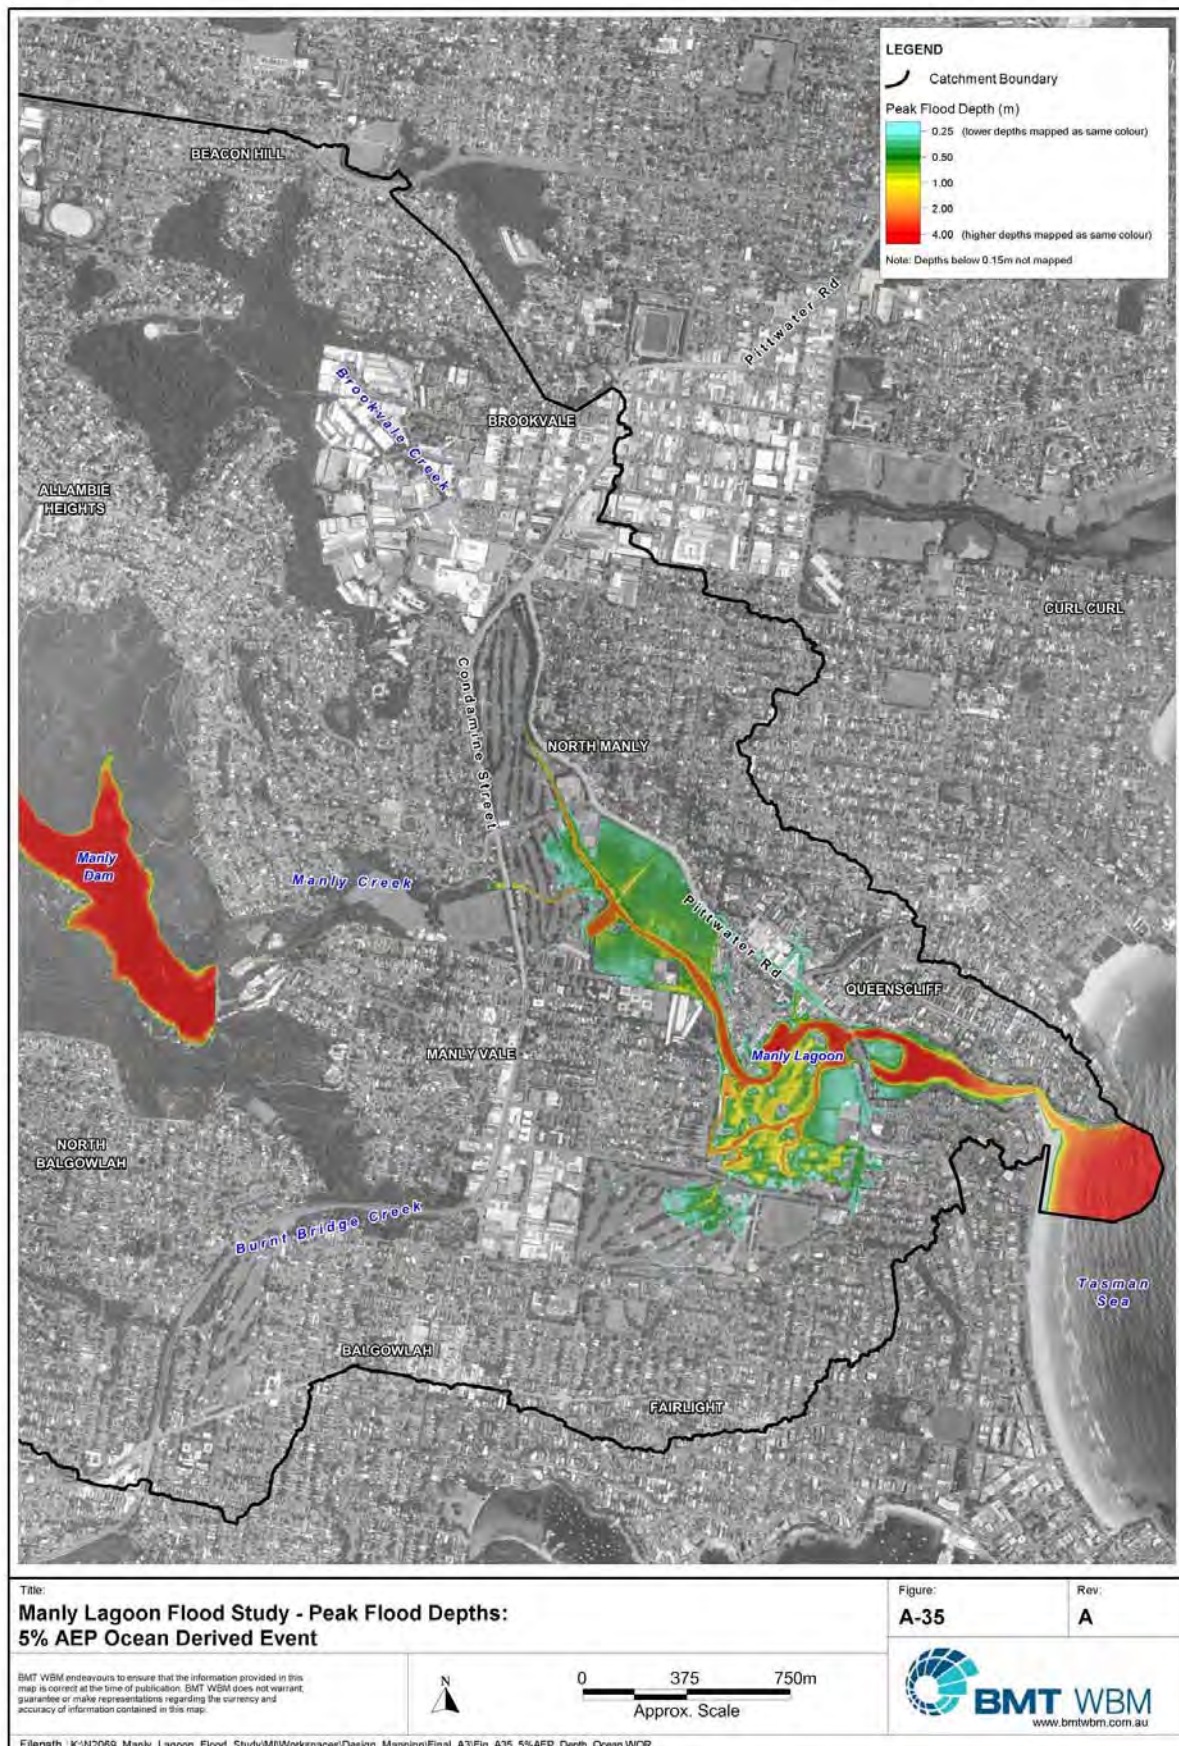 LEGEND
Catchment Boundary
Peak Flood Depth (m)
0.25 (lower depths mapped as same colour)
0.50
1.00
2.00
4.00 (higher depths mapped as same colour)
Note: Depths below 0.15m not mapped
BEACON HILL
Pittwater Rd
Brookvale Creek
BROOKVALE
ALLAMBIE
HEIGHTS
CURL CURL
Condamine Street
NORTH MANLY
Manly
Dam
Manly Creek
Pittwater Rd
QUEENSCLIFF
MANLY VALE
Manly Lagoon
NORTH
BALGOWLAH
Burnt Bridge Creek
Tasman
Sea
BALGOWLAH
FAIRLIGHT
Title:
Manly Lagoon Flood Study - Peak Flood Depths:
5% AEP Ocean Derived Event
Figure:
A-35
Rev:
A
BMT WBM endeavours to ensure that the information provided in this
map is correct at the time of publication. BMT WBM does not warrant,
guarantee or make representations regarding the currency and
accuracy of information contained in this map.
N
0 375 750m
Approx. Scale
BMT WBM
www.bmtwbm.com.au